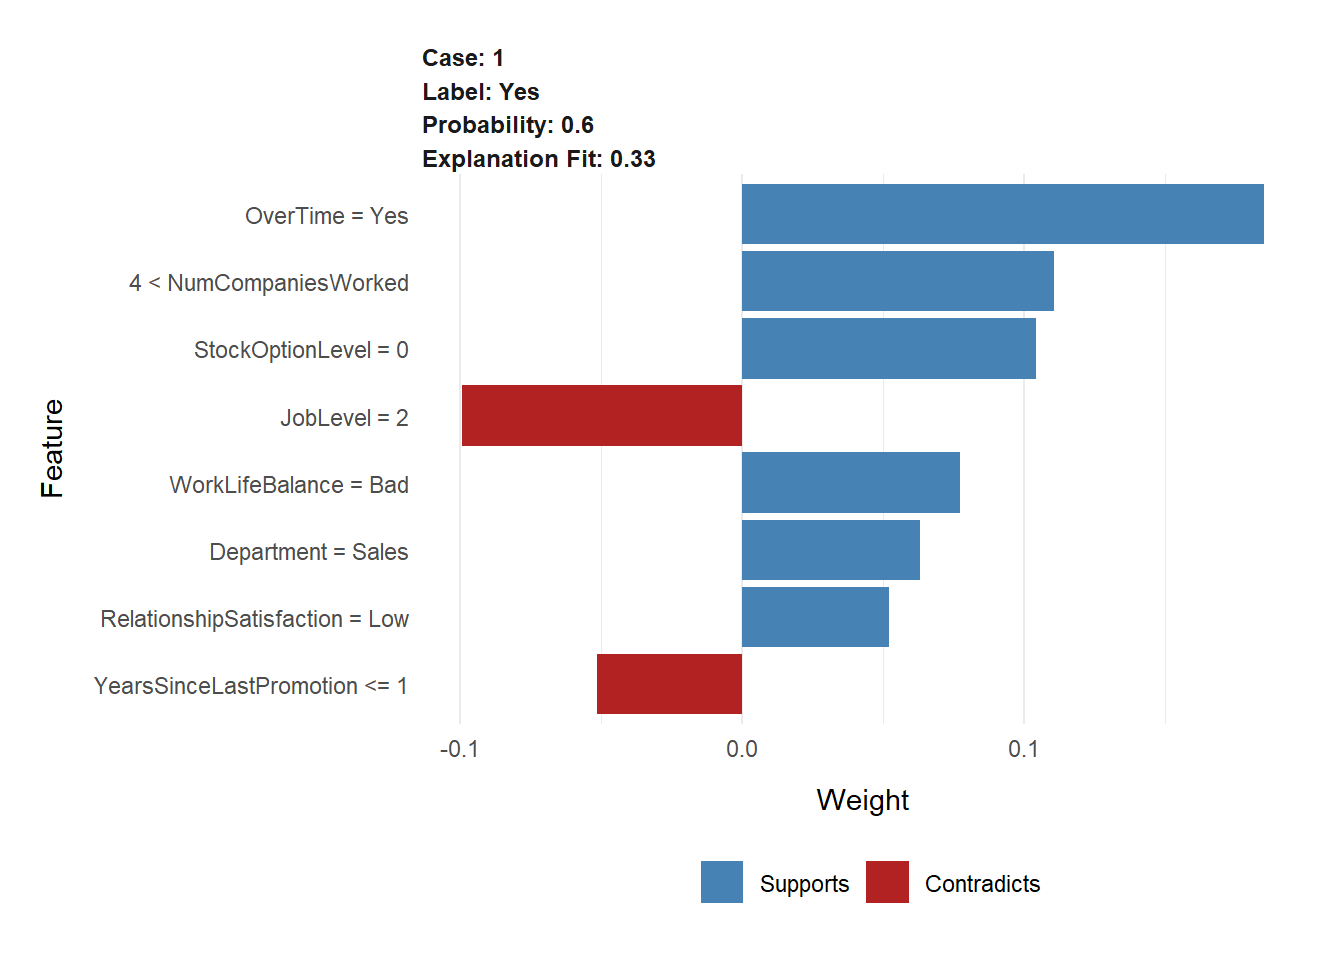 Case: 1
Label: Yes
Probability: 0.6
Explanation Fit: 0.33
OverTime = Yes
4 < NumCompaniesWorked
StockOptionLevel = 0
JobLevel = 2
WorkLifeBalance = Bad
Department = Sales
RelationshipSatisfaction = Low
YearsSinceLastPromotion <= 1
Feature
-0.1 0.0 0.1
Weight
Supports Contradicts